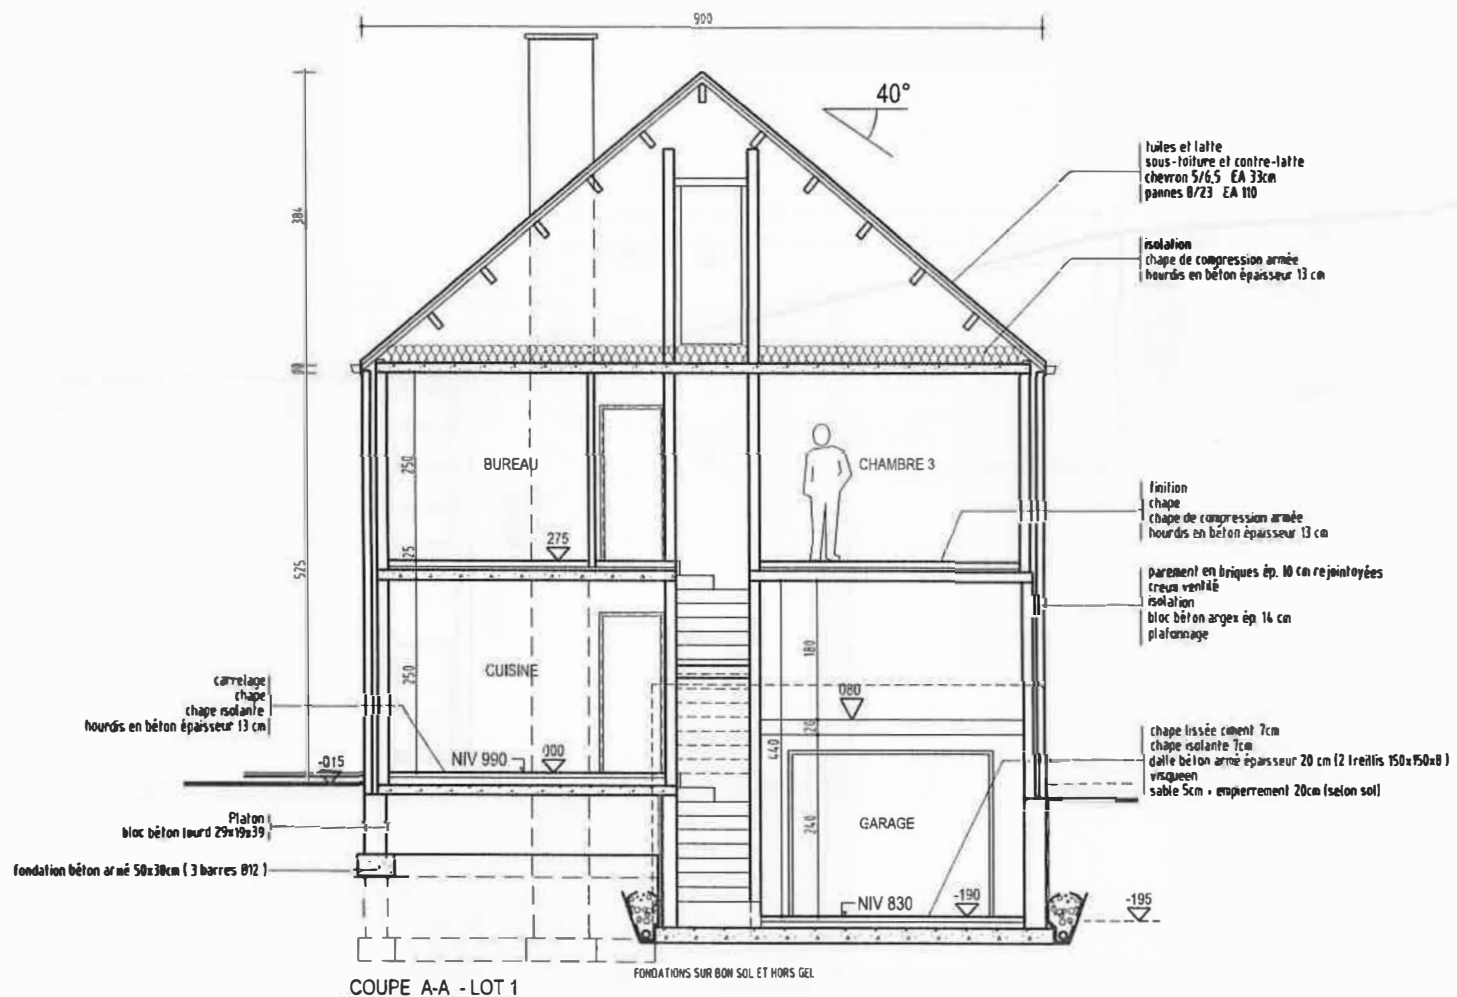 900
40°
tuiles et latte
sous-toiture et contre-latte
chevron 5/6,5 EA 33cm
pannes 8/23 EA 110
384
isolation
chape de compression armée
hourdis en béton épaisseur 13 cm
BUREAU
250
CHAMBRE 3
finition
chape
chape de compression armée
hourdis en béton épaisseur 13 cm
275
25
525
parement en briques ép. 10 cm rejointoyées
creux ventilé
isolation
bloc béton argex ép. 14 cm
plafonnage
180
CUISINE
250
carrelage
chape
chape isolante
hourdis en béton épaisseur 13 cm
080
20
440
NIV 990
000
-015
chape lissée ciment 7cm
chape isolante 7cm
dalle béton armé épaisseur 20 cm (2 treillis 150x150x8)
visqueen
sable 5cm + empierrement 20cm (selon sol)
Platon
bloc béton lourd 29x19x39
GARAGE
240
fondation béton armé 50x30cm ( 3 barres Ø12 )
NIV 830
-190
-195
FONDATIONS SUR BON SOL ET HORS GEL
COUPE A-A - LOT 1